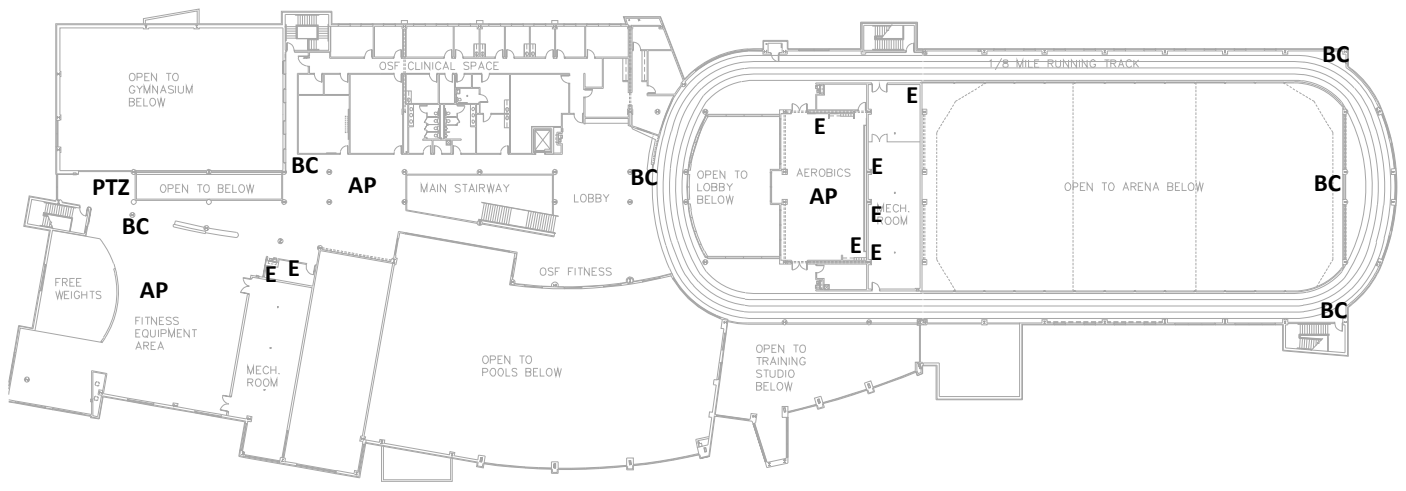 OPEN TO
GYMNASIUM
BELOW
OSF CLINICAL SPACE
BC
1/8 MILE RUNNING TRACK
E
E
BC
PTZ
OPEN TO BELOW
AP
MAIN STAIRWAY
LOBBY
BC
OPEN TO
LOBBY
BELOW
AEROBICS
AP
E
E
MECH.
ROOM
E
E
OPEN TO ARENA BELOW
BC
BC
E
E
OSF FITNESS
FREE
WEIGHTS
AP
FITNESS
EQUIPMENT
AREA
MECH.
ROOM
OPEN TO
POOLS BELOW
OPEN TO
TRAINING
STUDIO
BELOW
BC